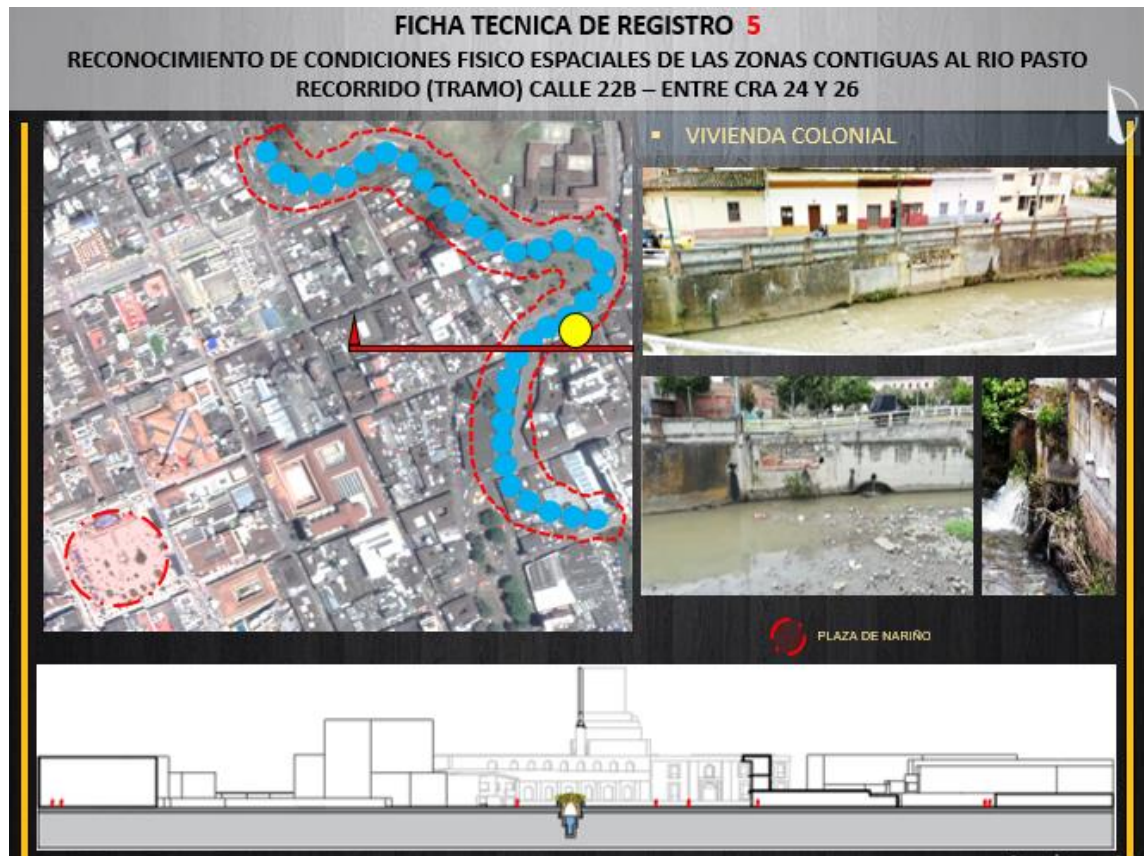 FICHA TECNICA DE REGISTRO 5
RECONOCIMIENTO DE CONDICIONES FISICO ESPACIALES DE LAS ZONAS CONTIGUAS AL RIO PASTO
RECORRIDO (TRAMO) CALLE 22B – ENTRE CRA 24 Y 26
▪ VIVIENDA COLONIAL
PLAZA DE NARIÑO